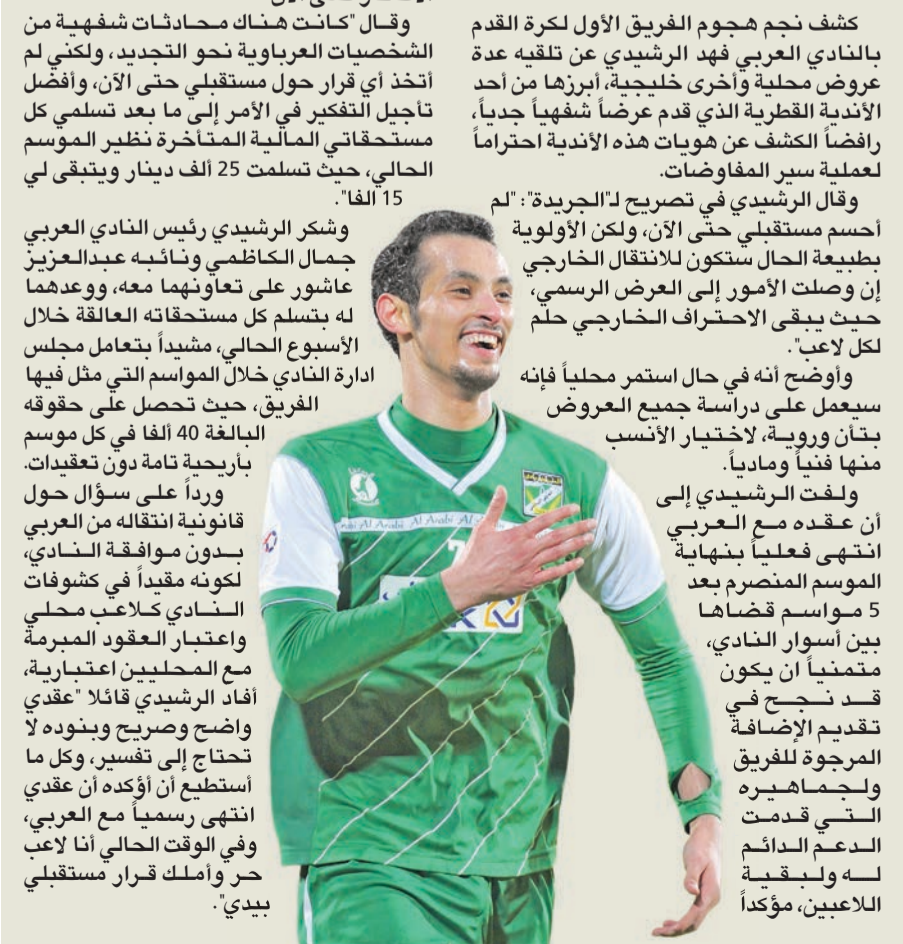 كشف نجم هجوم الفريق الأول لكرة القدم
بالنادي العربي فهد الرشيدي عن تلقيه عدة
عروض محلية وأخرى خليجية، أبرزها من أحد
الأندية القطرية الذي قدم عرضاً شفهياً جدياً،
رافضاً الكشف عن هويات هذه الأندية احتراماً
لعملية سير المفاوضات.
وقال الرشيدي في تصريح لـ"الجريدة": "لم
أحسم مستقبلي حتى الآن، ولكن الأولوية
بطبيعة الحال ستكون للانتقال الخارجي
إن وصلت الأمور إلى العرض الرسمي،
حيث يبقى الاحتراف الخارجي حلم
لكل لاعب".
وأوضح أنه في حال استمر محلياً فإنه
سيعمل على دراسة جميع العروض
بتأن وروية، لاختيار الأنسب
منها فنياً ومادياً.
ولفت الرشيدي إلى
أن عقده مع العربي
انتهى فعلياً بنهاية
الموسم المنصرم بعد
5 مواسم قضاها
بين أسوار النادي،
متمنياً ان يكون
قد نجح في
تقديم الإضافة
المرجوة للفريق
ولجماهيره
التي قدمت
الدعم الدائم
له ولبقية
اللاعبين، مؤكداً
وقال "كانت هناك محادثات شفهية من
الشخصيات العرباوية نحو التجديد، ولكني لم
أتخذ أي قرار حول مستقبلي حتى الآن، وأفضل
تأجيل التفكير في الأمر إلى ما بعد تسلمي كل
مستحقاتي المالية المتأخرة نظير الموسم
الحالي، حيث تسلمت 25 ألف دينار ويتبقى لي
15 الفا".
وشكر الرشيدي رئيس النادي العربي
جمال الكاظمي ونائبه عبدالعزيز
عاشور على تعاونهما معه، ووعدهما
له بتسلم كل مستحقاته العالقة خلال
الأسبوع الحالي، مشيداً بتعامل مجلس
ادارة النادي خلال المواسم التي مثل فيها
الفريق، حيث تحصل على حقوقه
البالغة 40 ألفا في كل موسم
بأريحية تامة دون تعقيدات.
ورداً على سؤال حول
قانونية انتقاله من العربي
بدون موافقة النادي،
لكونه مقيداً في كشوفات
النادي كلاعب محلي
واعتبار العقود المبرمة
مع المحليين اعتبارية،
أفاد الرشيدي قائلا "عقدي
واضح وصريح وبنوده لا
تحتاج إلى تفسير، وكل ما
أستطيع أن أؤكده أن عقدي
انتهى رسمياً مع العربي،
وفي الوقت الحالي أنا لاعب
حر وأملك قرار مستقبلي
بيدي".
Al Arabi Al Arabi Al Arabi